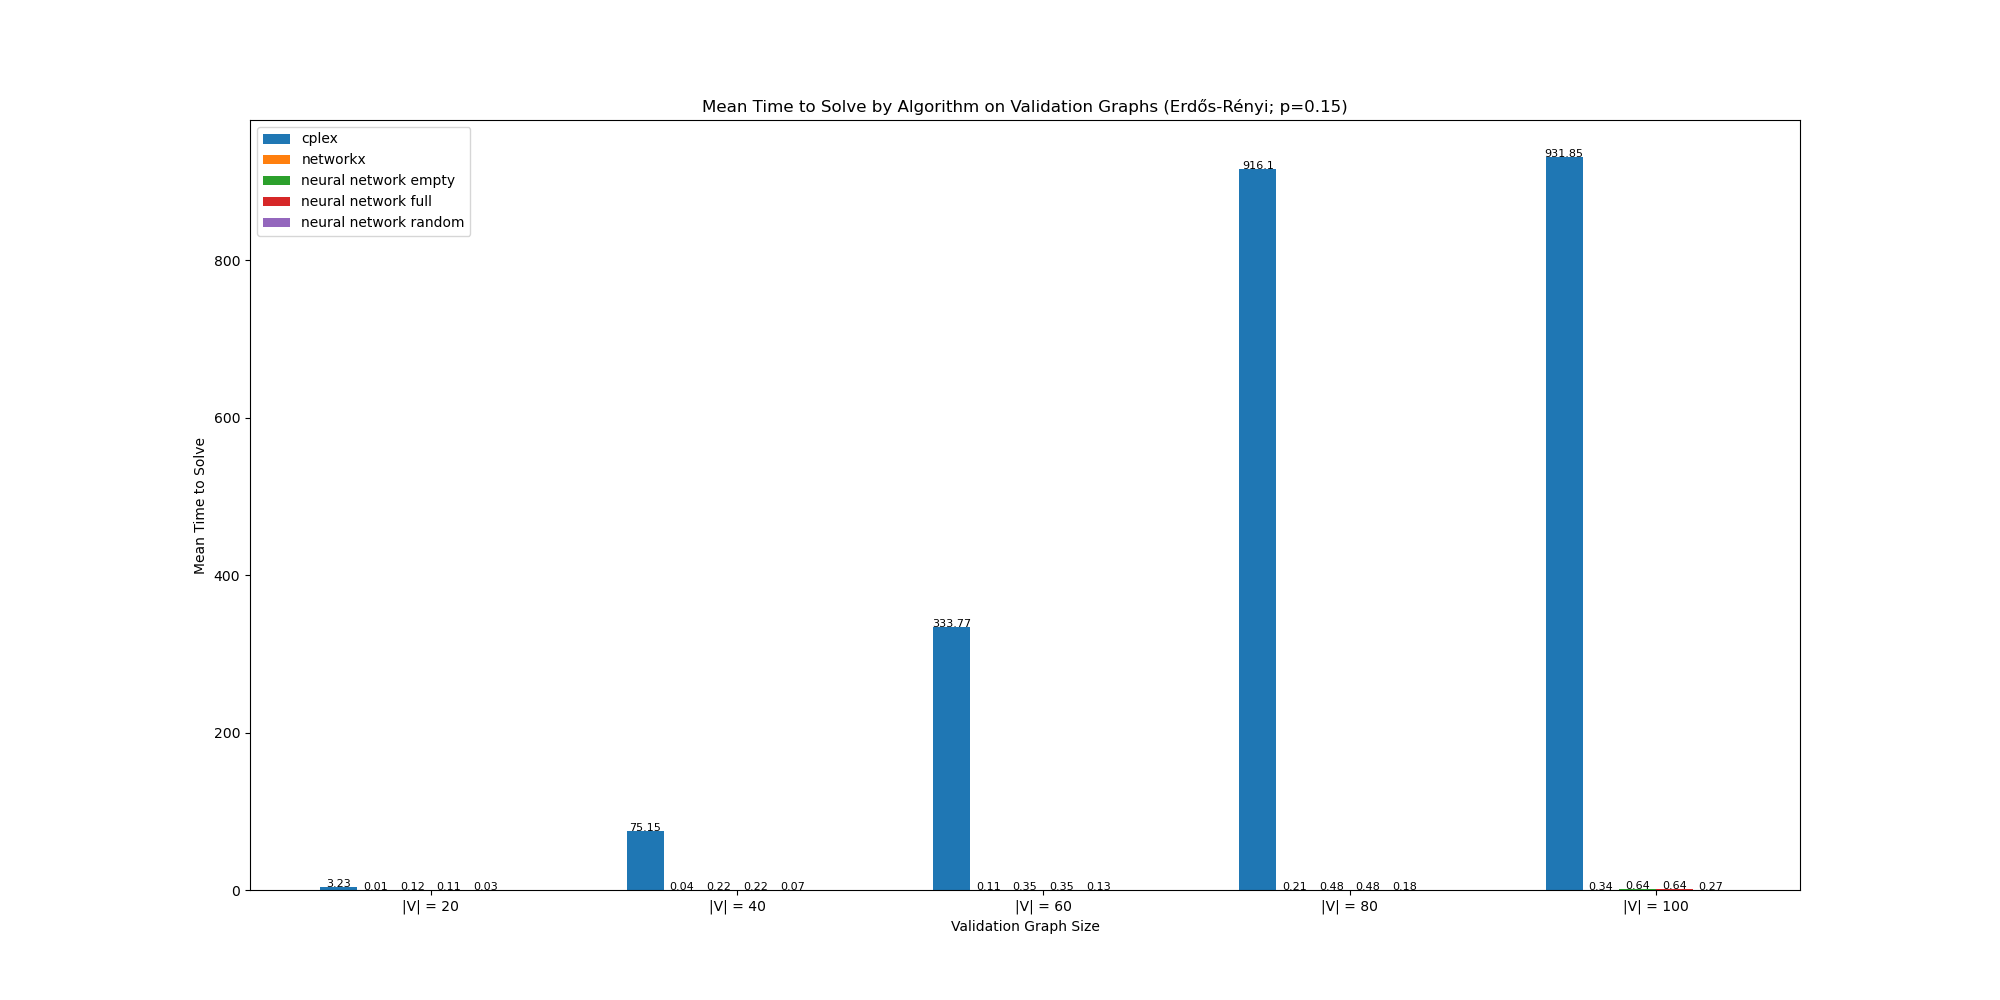 Mean Time to Solve by Algorithm on Validation Graphs (Erdős-Rényi; p=0.15)
cplex
networkx
neural network empty
neural network full
neural network random
Mean Time to Solve
800
600
400
200
0
3.23 0.01 0.12 0.11 0.03
75.15 0.04 0.22 0.22 0.07
333.77 0.11 0.35 0.35 0.13
916.1 0.21 0.48 0.48 0.18
931.85 0.34 0.64 0.64 0.27
|V| = 20 |V| = 40 |V| = 60 |V| = 80 |V| = 100
Validation Graph Size